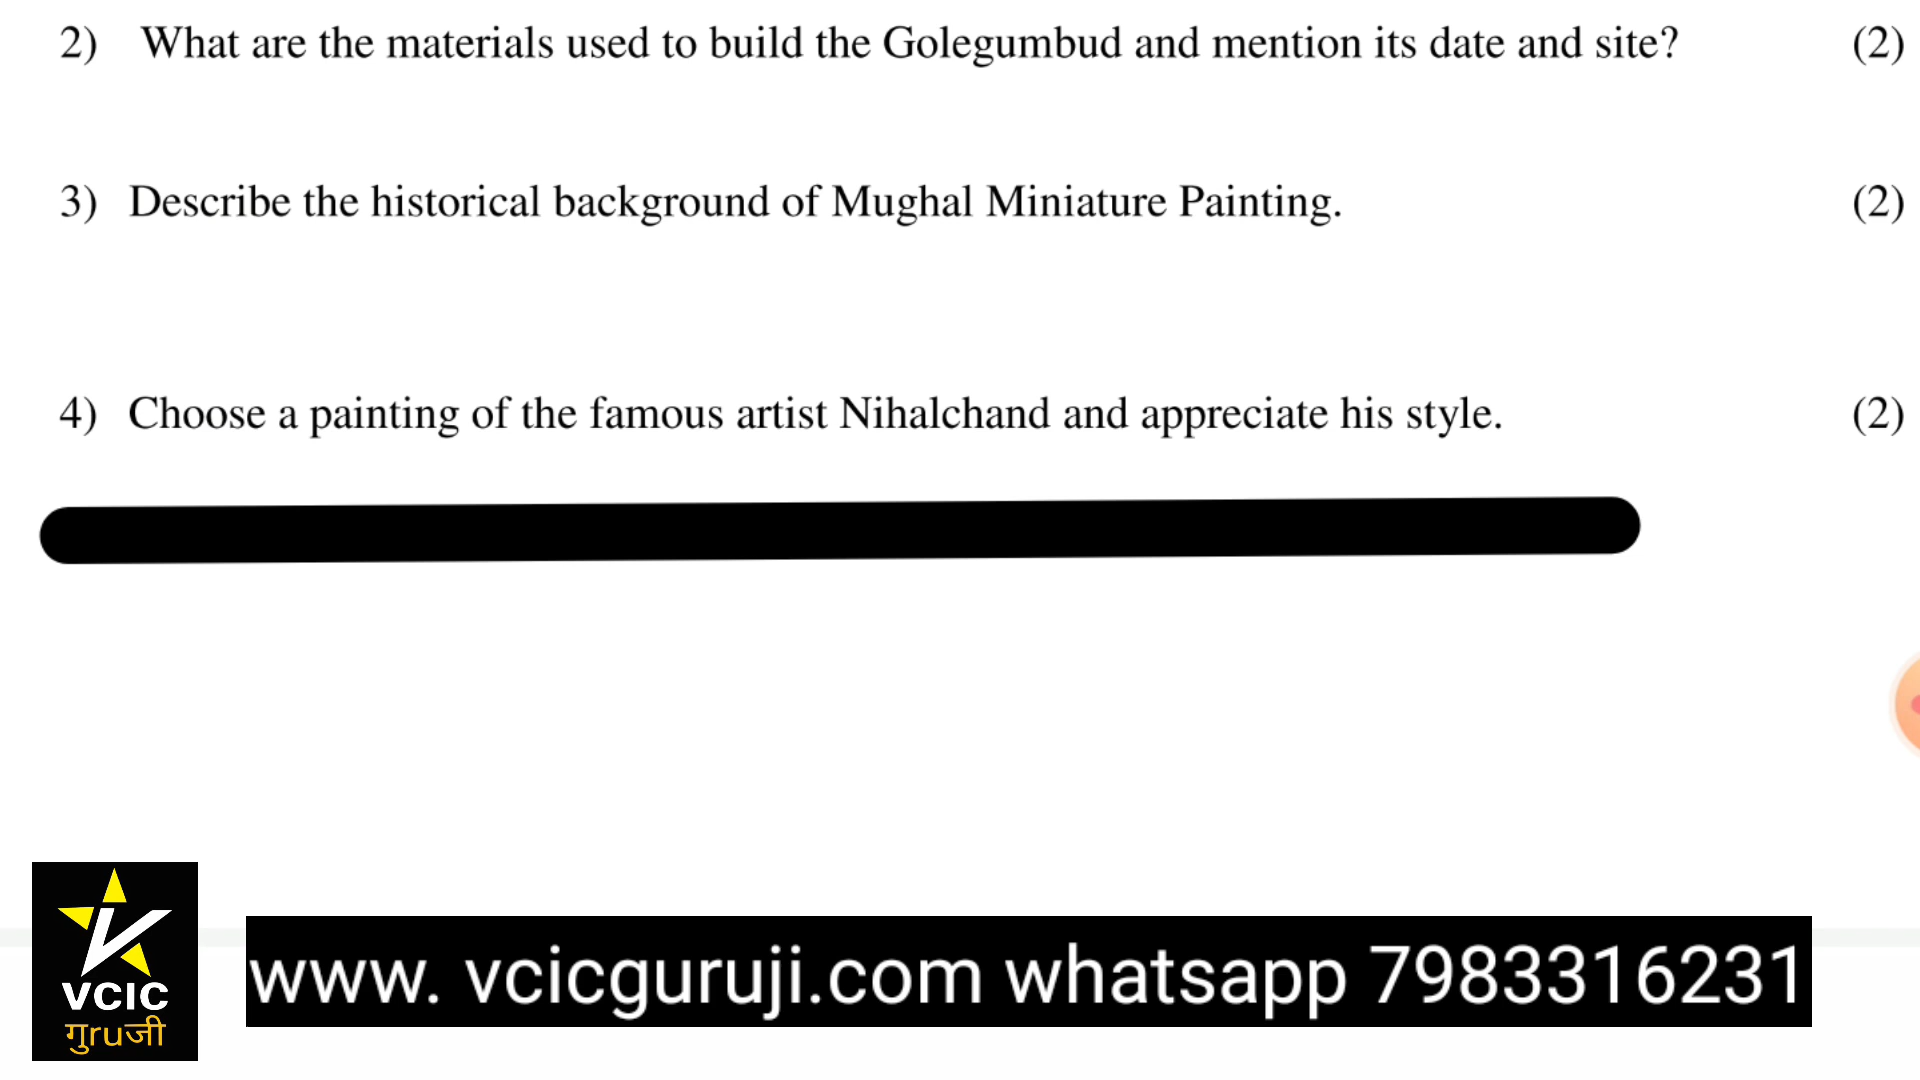 2) What are the materials used to build the Golegumbud and mention its date and site? (2)
3) Describe the historical background of Mughal Miniature Painting. (2)
4) Choose a painting of the famous artist Nihalchand and appreciate his style. (2)
VCIC
गुruजी
www. vcicguruji.com whatsapp 7983316231